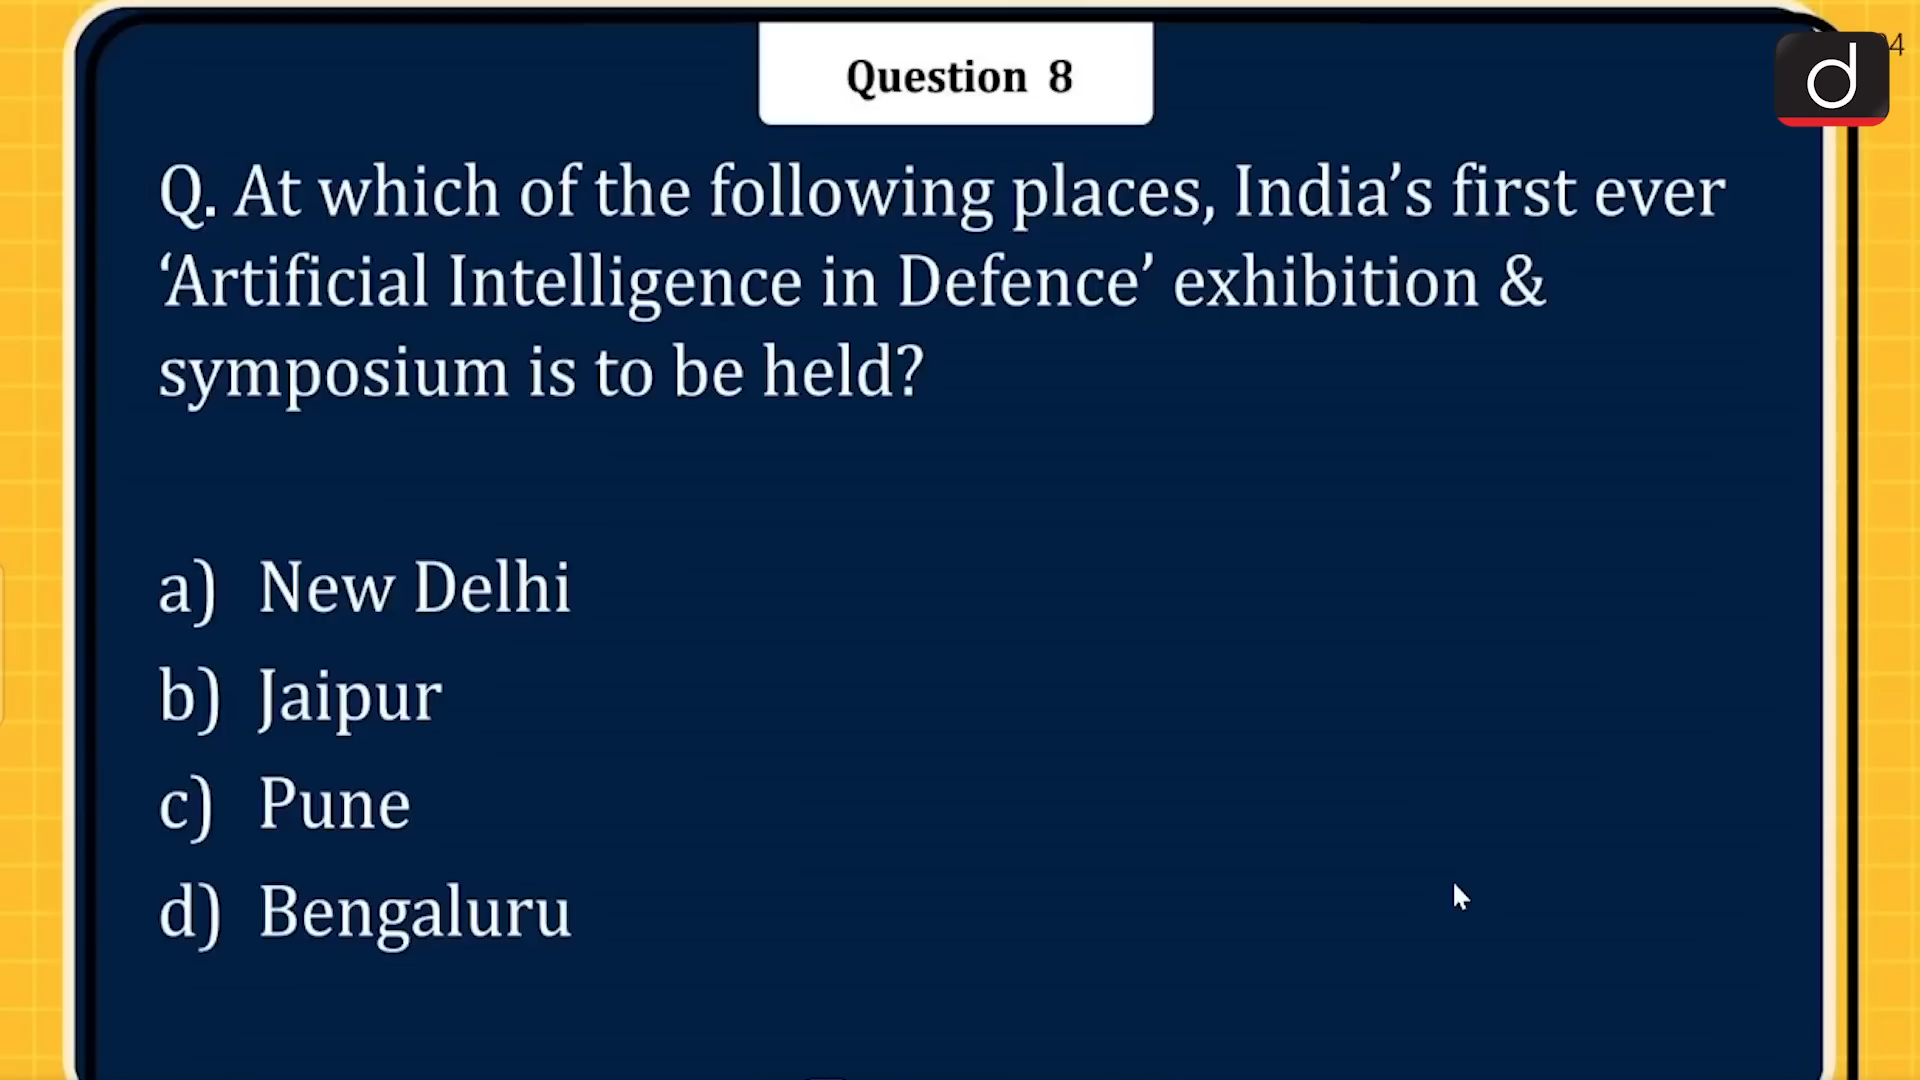 Question 8
Q. At which of the following places, India’s first ever
‘Artificial Intelligence in Defence’ exhibition &
symposium is to be held?
a) New Delhi
b) Jaipur
c) Pune
d) Bengaluru
d